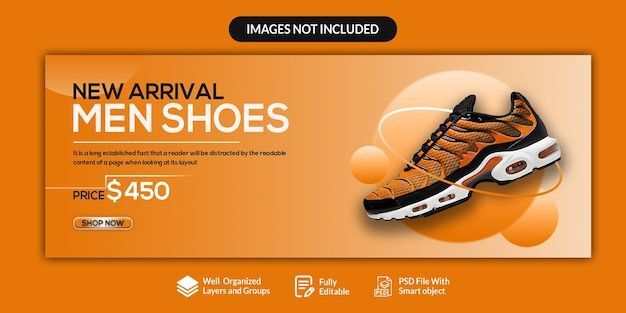 IMAGES NOT INCLUDED
NEW ARRIVAL
MEN SHOES
It is a long established fact that a reader will be distracted by the readable
content of a page when looking at its layout
PRICE $450
SHOP NOW
Well Organized
Layers and Groups
Fully
Editable
PSD
PSD File With
Smart object